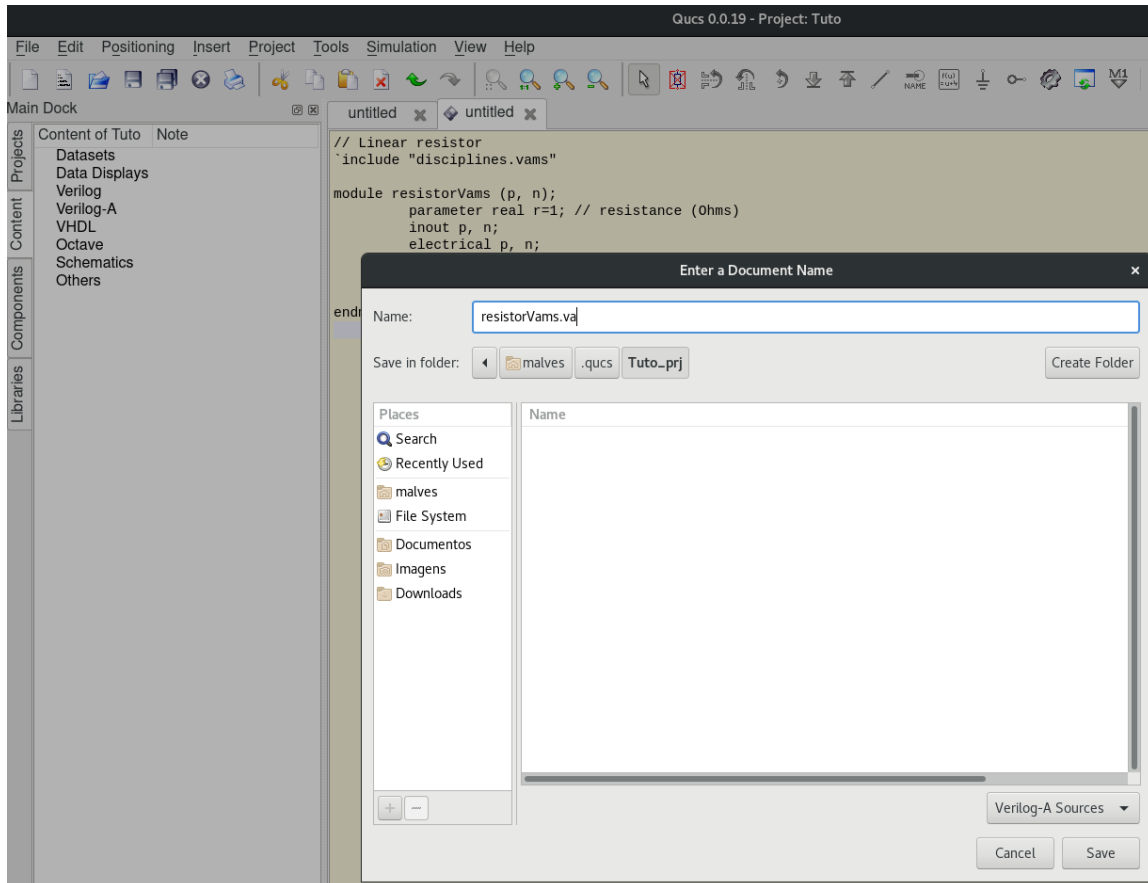 Qucs 0.0.19 - Project: Tuto
File Edit Positioning Insert Project Tools Simulation View Help
NAME
M1
Main Dock
untitled
untitled
Projects
Content
Components
Libraries
Content of Tuto Note
Datasets
Data Displays
Verilog
Verilog-A
VHDL
Octave
Schematics
Others
// Linear resistor
`include "disciplines.vams"
module resistorVams (p, n);
parameter real r=1; // resistance (Ohms)
inout p, n;
electrical p, n;
Enter a Document Name
Name: resistorVams.va
Save in folder: malves .qucs Tuto_prj Create Folder
Places
Search
Recently Used
malves
File System
Documentos
Imagens
Downloads
Name
Verilog-A Sources
Cancel Save